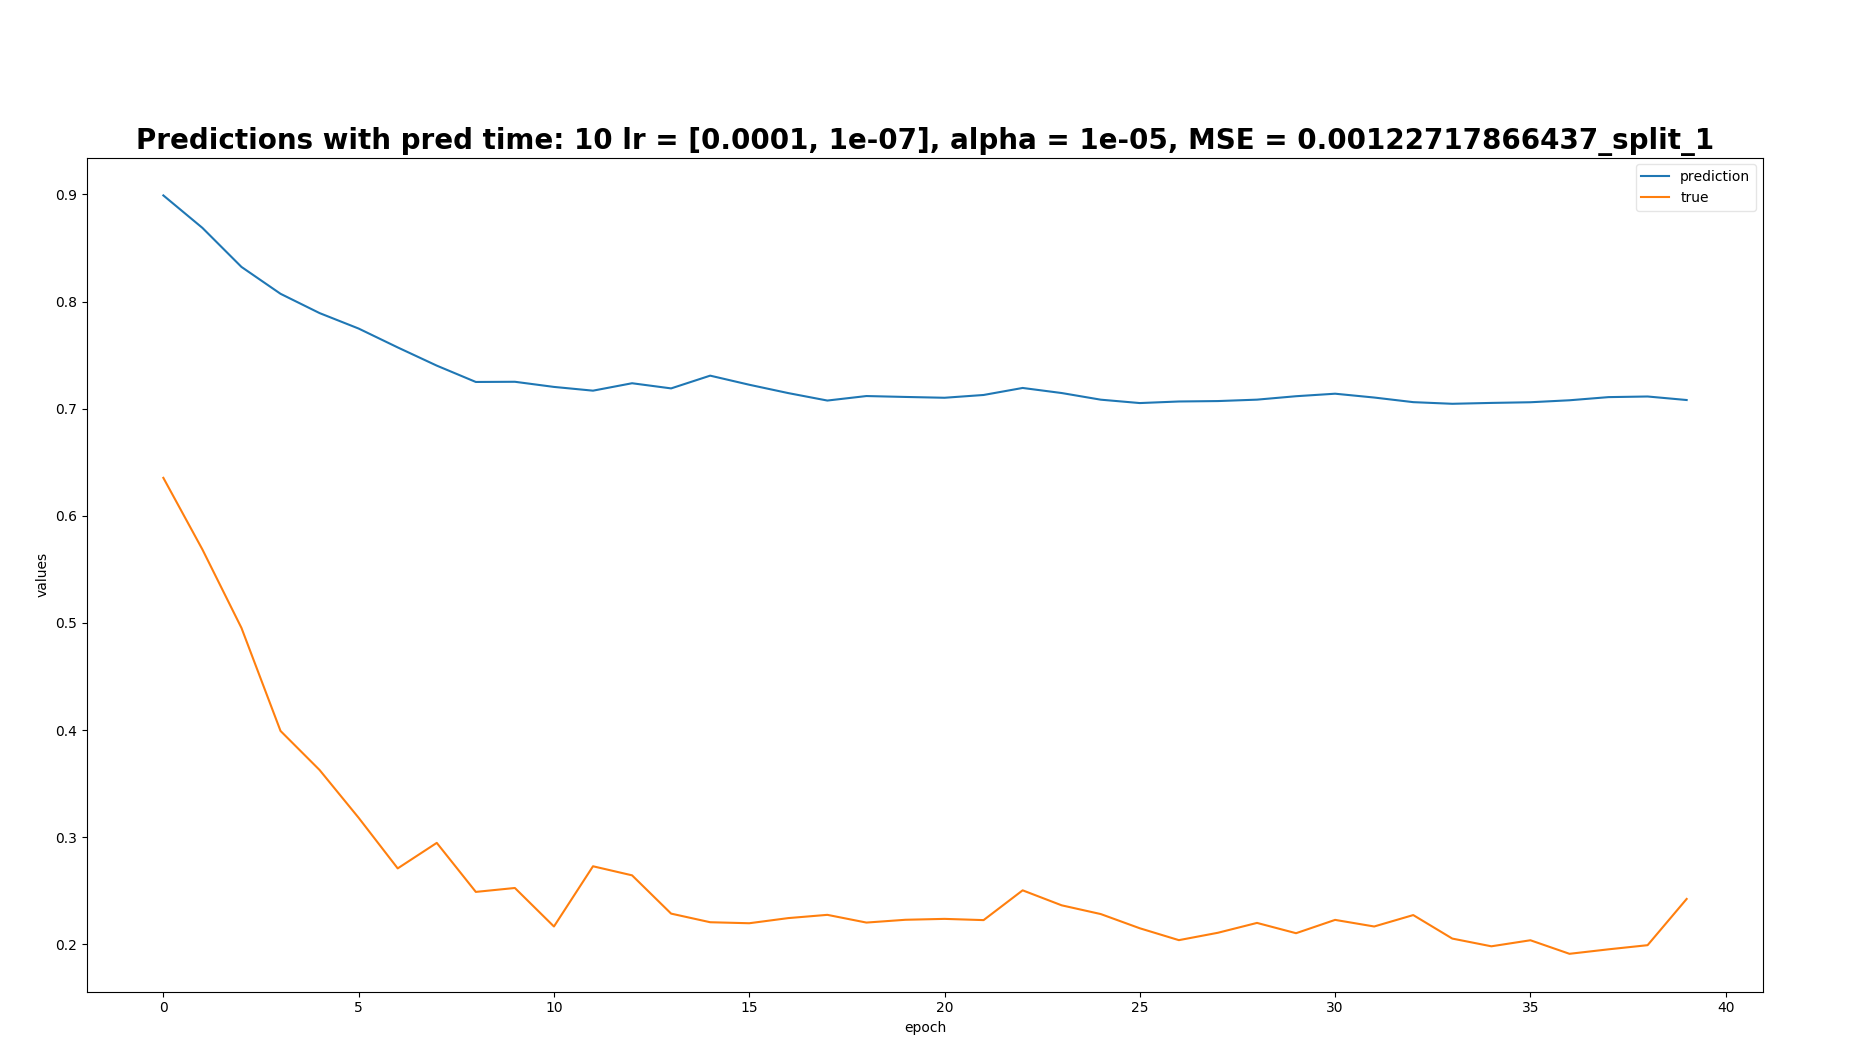 Predictions with pred time: 10 lr = [0.0001, 1e-07], alpha = 1e-05, MSE = 0.00122717866437_split_1
prediction
true
0.9
0.8
0.7
0.6
0.5
0.4
0.3
0.2
values
0 5 10 15 20 25 30 35 40
epoch